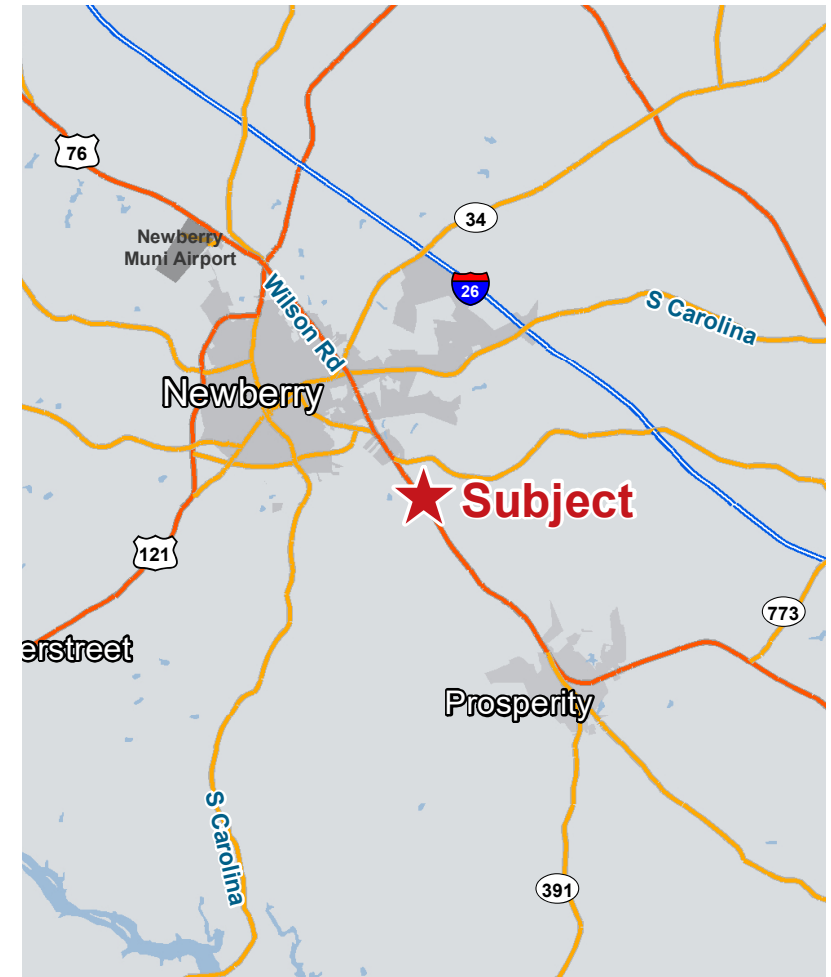 76
34
Newberry
Muni Airport
26
Wilson Rd
S Carolina
Newberry
Subject
121
773
erstreet
Prosperity
S Carolina
391